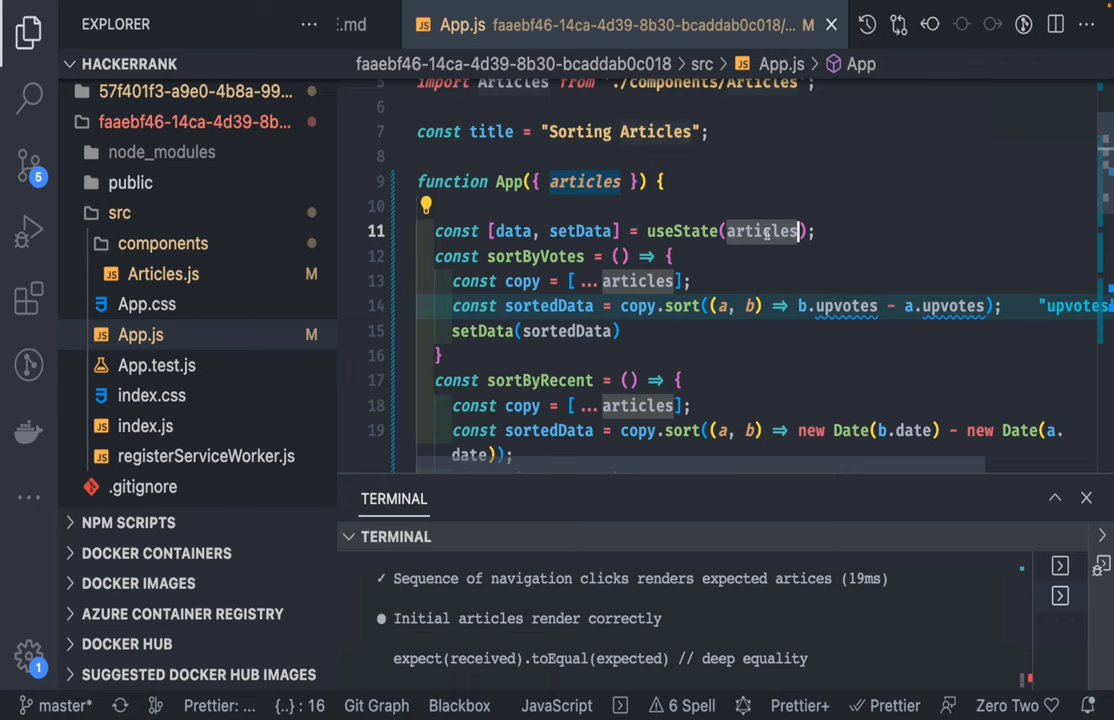 EXPLORER
...
E.md
App.js faaebf46-14ca-4d39-8b30-bcaddab0c018/... M
HACKERRANK
57f401f3-a9e0-4b8a-99...
faaebf46-14ca-4d39-8b...
node_modules
public
src
components
Articles.js
App.css
App.js M
App.test.js
index.css
index.js
registerServiceWorker.js
.gitignore
NPM SCRIPTS
DOCKER CONTAINERS
DOCKER IMAGES
AZURE CONTAINER REGISTRY
DOCKER HUB
SUGGESTED DOCKER HUB IMAGES
5
1
faaebf46-14ca-4d39-8b30-bcaddab0c018 > src > JS App.js > App
5 import Articles from './components/Articles';
6
7 const title = "Sorting Articles";
8
9 function App({ articles }) {
10
11 const [data, setData] = useState(articles);
12 const sortByVotes = () => {
13 const copy = [ ...articles];
14 const sortedData = copy.sort((a, b) => b.upvotes - a.upvotes); "upvotes
15 setData(sortedData)
16 }
17 const sortByRecent = () => {
18 const copy = [ ...articles];
19 const sortedData = copy.sort((a, b) => new Date(b.date) - new Date(a.
date));
TERMINAL
TERMINAL
✓ Sequence of navigation clicks renders expected artices (19ms)
● Initial articles render correctly
expect(received).toEqual(expected) // deep equality
master* Prettier: ... {..} : 16 Git Graph Blackbox JavaScript 6 Spell Prettier+ Prettier Zero Two ♡